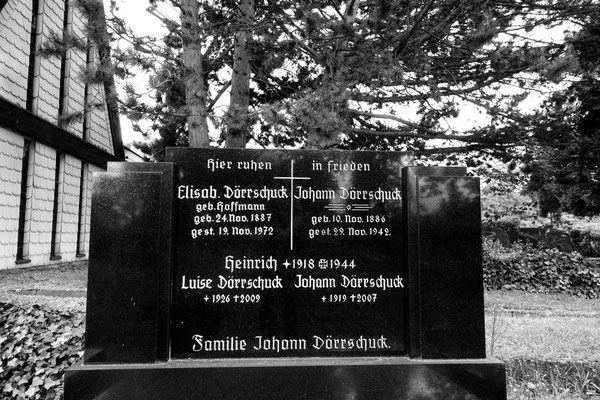 Hier ruhen in frieden
Elisab. Dörrschuck
geb. Hoffmann
geb. 24. Nov. 1887
gest. 19. Nov. 1972
Johann Dörrschuck
geb. 10. Nov. 1886
gest. 29. Nov. 1942.
Heinrich +1918 ✠1944
Luise Dörrschuck
+ 1926 † 2009
Johann Dörrschuck
+ 1919 † 2007
Familie Johann Dörrschuck.